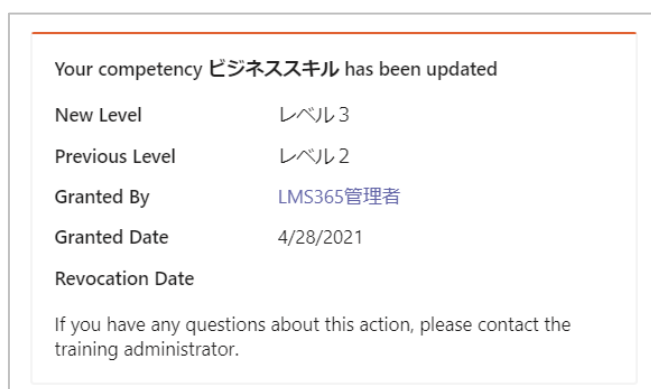 Your competency ビジネススキル has been updated
New Level レベル 3
Previous Level レベル 2
Granted By LMS365管理者
Granted Date 4/28/2021
Revocation Date
If you have any questions about this action, please contact the
training administrator.